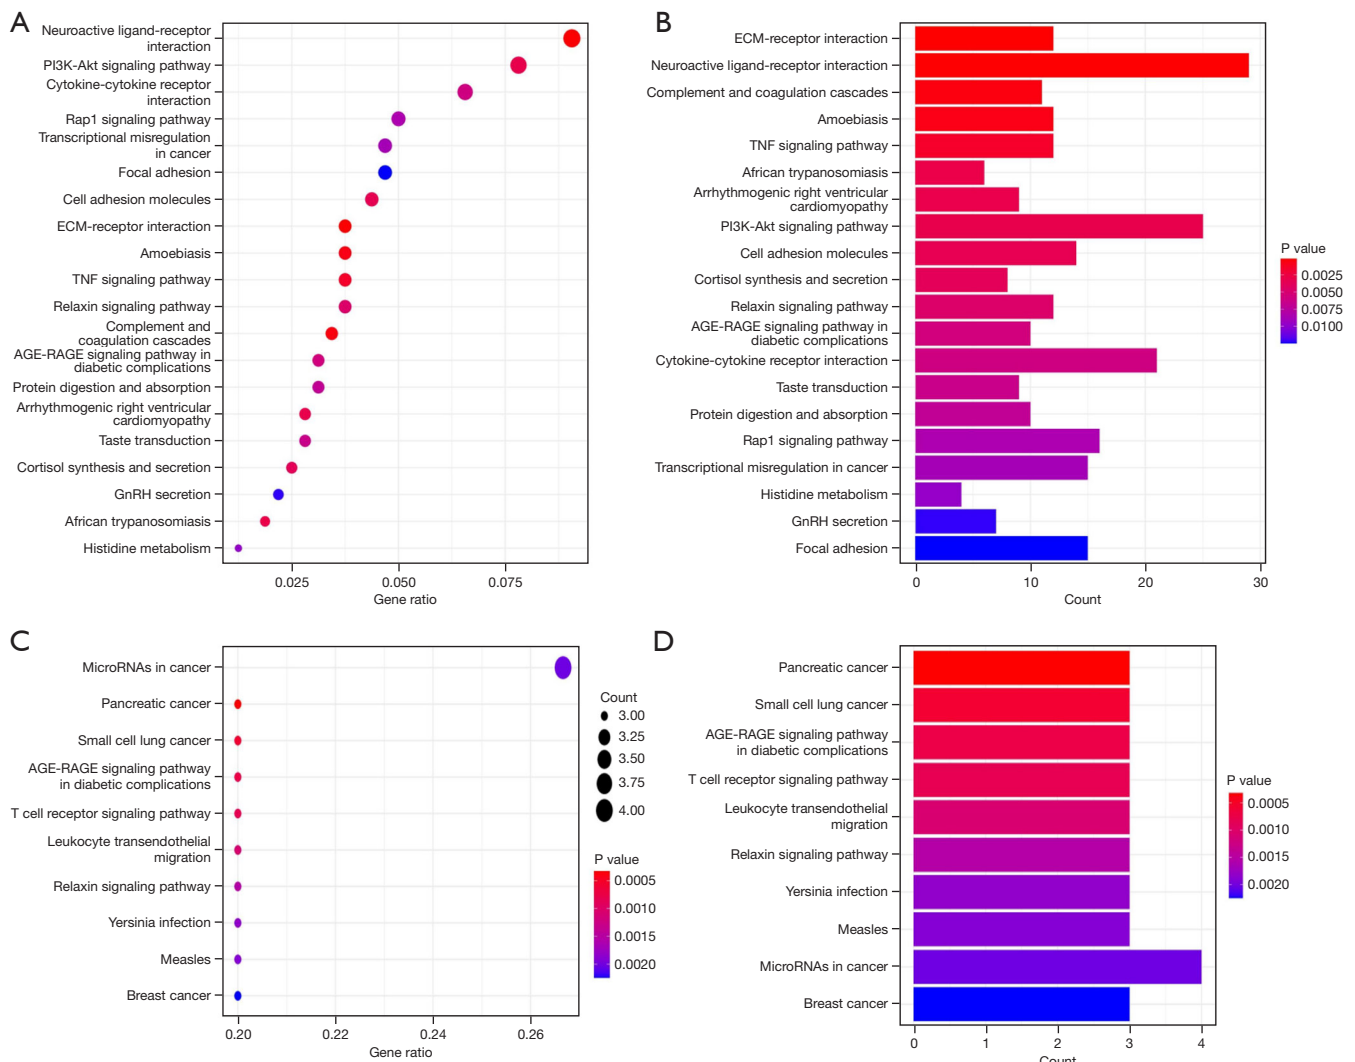 A
Neuroactive ligand-receptor
interaction
PI3K-Akt signaling pathway
Cytokine-cytokine receptor
interaction
Rap1 signaling pathway
Transcriptional misregulation
in cancer
Focal adhesion
Cell adhesion molecules
ECM-receptor interaction
Amoebiasis
TNF signaling pathway
Relaxin signaling pathway
Complement and
coagulation cascades
AGE-RAGE signaling pathway in
diabetic complications
Protein digestion and absorption
Arrhythmogenic right ventricular
cardiomyopathy
Taste transduction
Cortisol synthesis and secretion
GnRH secretion
African trypanosomiasis
Histidine metabolism
0.025 0.050 0.075
Gene ratio
B
ECM-receptor interaction
Neuroactive ligand-receptor interaction
Complement and coagulation cascades
Amoebiasis
TNF signaling pathway
African trypanosomiasis
Arrhythmogenic right ventricular
cardiomyopathy
PI3K-Akt signaling pathway
Cell adhesion molecules
Cortisol synthesis and secretion
Relaxin signaling pathway
AGE-RAGE signaling pathway in
diabetic complications
Cytokine-cytokine receptor interaction
Taste transduction
Protein digestion and absorption
Rap1 signaling pathway
Transcriptional misregulation in cancer
Histidine metabolism
GnRH secretion
Focal adhesion
0 10 20 30
Count
P value
0.0025
0.0050
0.0075
0.0100
C
MicroRNAs in cancer
Pancreatic cancer
Small cell lung cancer
AGE-RAGE signaling pathway
in diabetic complications
T cell receptor signaling pathway
Leukocyte transendothelial
migration
Relaxin signaling pathway
Yersinia infection
Measles
Breast cancer
0.20 0.22 0.24 0.26
Gene ratio
Count
3.00
3.25
3.50
3.75
4.00
P value
0.0005
0.0010
0.0015
0.0020
D
Pancreatic cancer
Small cell lung cancer
AGE-RAGE signaling pathway
in diabetic complications
T cell receptor signaling pathway
Leukocyte transendothelial
migration
Relaxin signaling pathway
Yersinia infection
Measles
MicroRNAs in cancer
Breast cancer
0 1 2 3 4
Count
P value
0.0005
0.0010
0.0015
0.0020